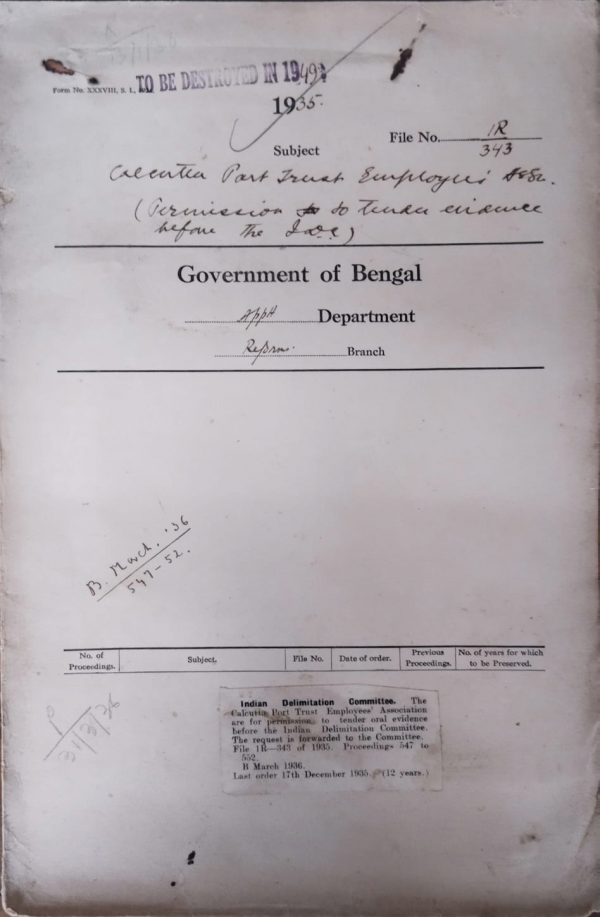 Form No. XXXVIII, S. I.,
TO BE DESTROYED IN 1949
1935.
File No. 1R
343
Subject
Calcutta Port Trust Employees' Assn.
(Permission to tender evidence
before the I.D.C)
Government of Bengal
Appt Department
Reforms Branch
B. March. '36
547-52.
No. of Proceedings. Subject. File No. Date of order. Previous Proceedings. No. of years for which to be Preserved.
31/3/36
Indian Delimitation Committee. The
Calcutta Port Trust Employees' Association
are for permission to tender oral evidence
before the Indian Delimitation Committee.
The request is forwarded to the Committee.
File 1R—343 of 1935. Proceedings 547 to
552.
B March 1936.
Last order 17th December 1935. (12 years.)